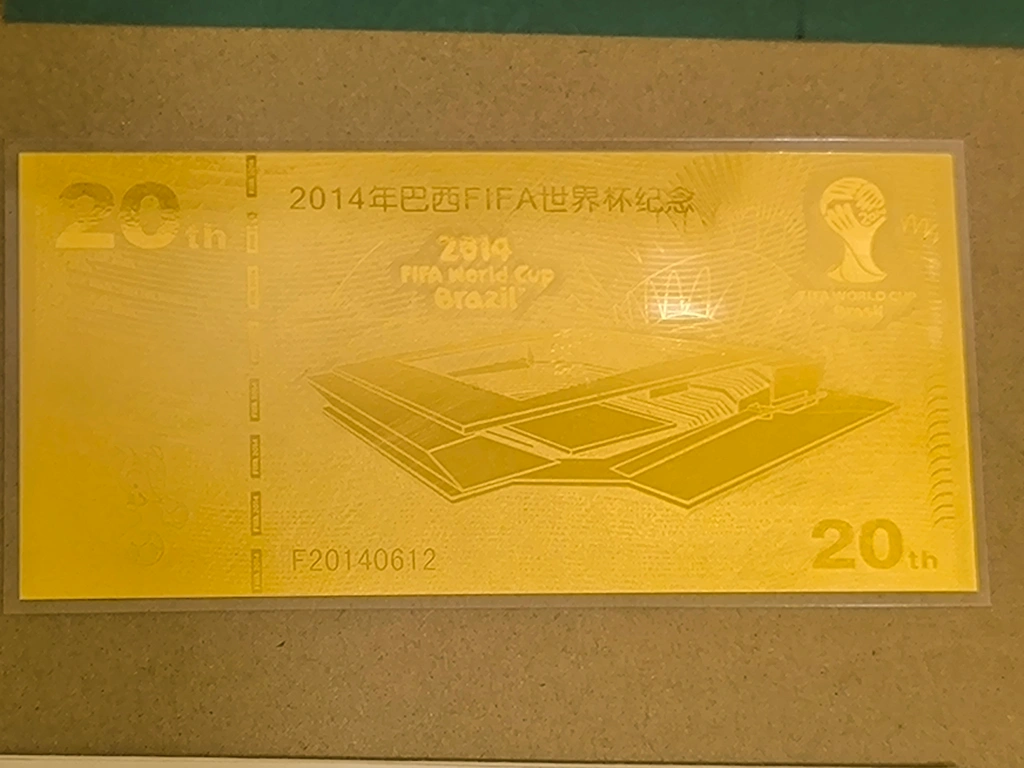 20th
2014年巴西FIFA世界杯纪念
2014
FIFA World Cup
Brazil
FIFA WORLD CUP
Brasil
F20140612
20th